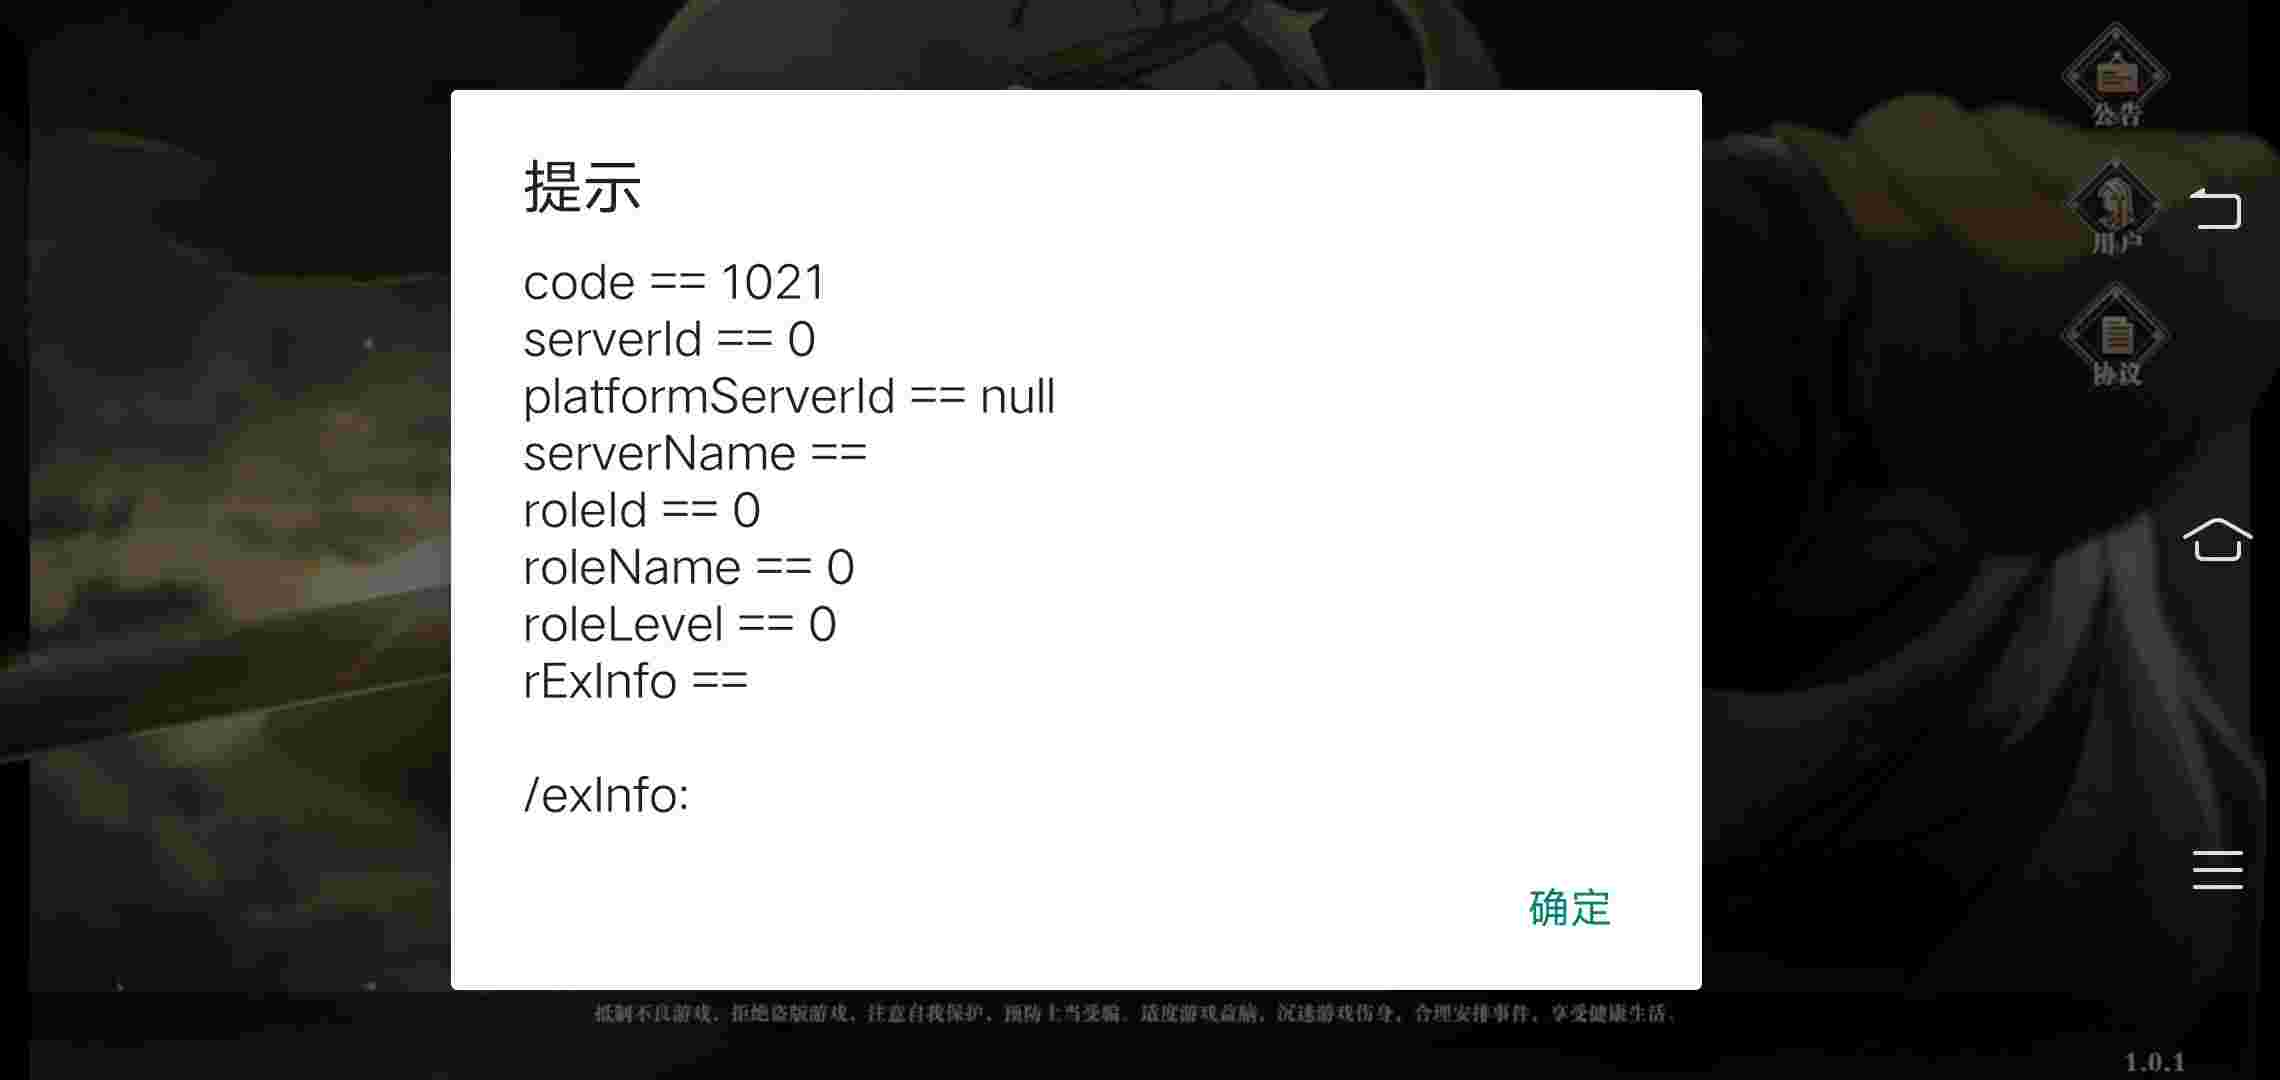 提示
code == 1021
serverId == 0
platformServerId == null
serverName ==
roleId == 0
roleName == 0
roleLevel == 0
rExInfo ==
/exInfo:
确定
公告
用户
协议
抵制不良游戏，拒绝盗版游戏，注意自我保护，预防上当受骗。适度游戏益脑，沉迷游戏伤身，合理安排事件，享受健康生活。
1.0.1